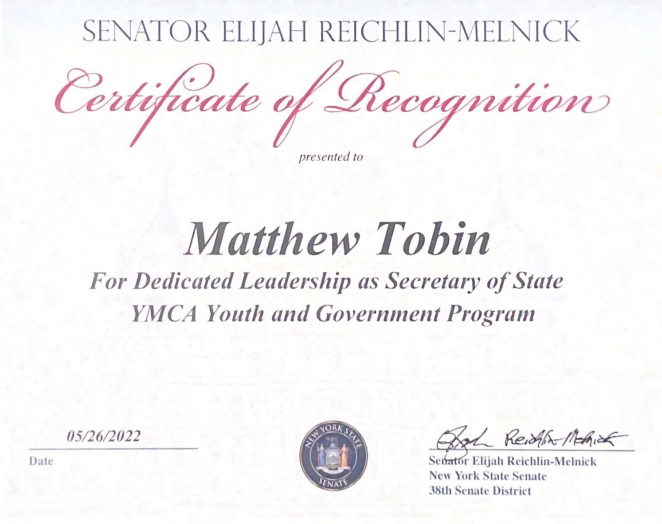 SENATOR ELIJAH REICHLIN-MELNICK
Certificate of Recognition
presented to
Matthew Tobin
For Dedicated Leadership as Secretary of State
YMCA Youth and Government Program
05/26/2022
Date
NEW YORK STATE
SENATE
Elijah Reichlin-Melnick
Senator Elijah Reichlin-Melnick
New York State Senate
38th Senate District